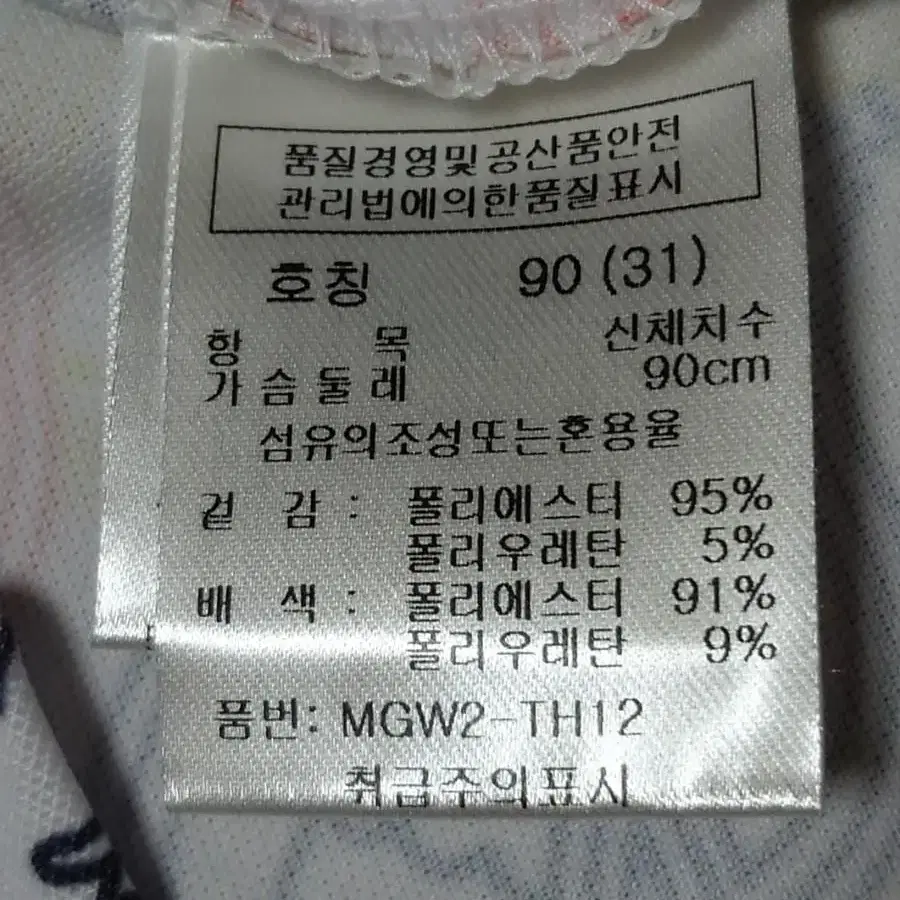 품질경영및공산품안전
관리법에의한품질표시
호칭 90 (31)
항 목 신체치수
가슴둘레 90cm
섬유의조성또는혼용율
겉 감 : 폴리에스터 95%
폴리우레탄 5%
배 색 : 폴리에스터 91%
폴리우레탄 9%
품번: MGW2-TH12
취급주의표시